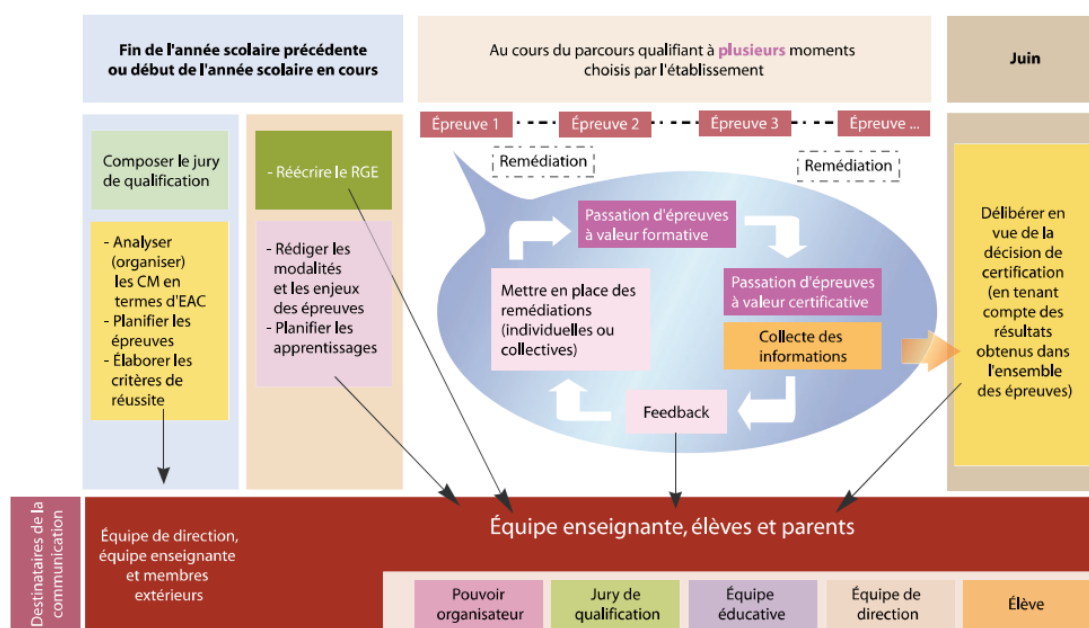 Fin de l'année scolaire précédente
ou début de l'année scolaire en cours
Au cours du parcours qualifiant à plusieurs moments
choisis par l'établissement
Juin
Composer le jury
de qualification
- Analyser
(organiser)
les CM en
termes d'EAC
- Planifier les
épreuves
- Élaborer les
critères de
réussite
- Réécrire le RGE
- Rédiger les
modalités
et les enjeux
des épreuves
- Planifier les
apprentissages
Épreuve 1
Épreuve 2
Épreuve 3
Épreuve ...
Remédiation
Remédiation
Passation d'épreuves
à valeur formative
Mettre en place des
remédiations
(individuelles ou
collectives)
Passation d'épreuves
à valeur certificative
Collecte des
informations
Feedback
Délibérer en
vue de la
décision de
certification
(en tenant
compte des
résultats
obtenus dans
l'ensemble
des épreuves)
Destinataires de la
communication
Équipe de direction,
équipe enseignante
et membres
extérieurs
Équipe enseignante, élèves et parents
Pouvoir
organisateur
Jury de
qualification
Équipe
éducative
Équipe de
direction
Élève